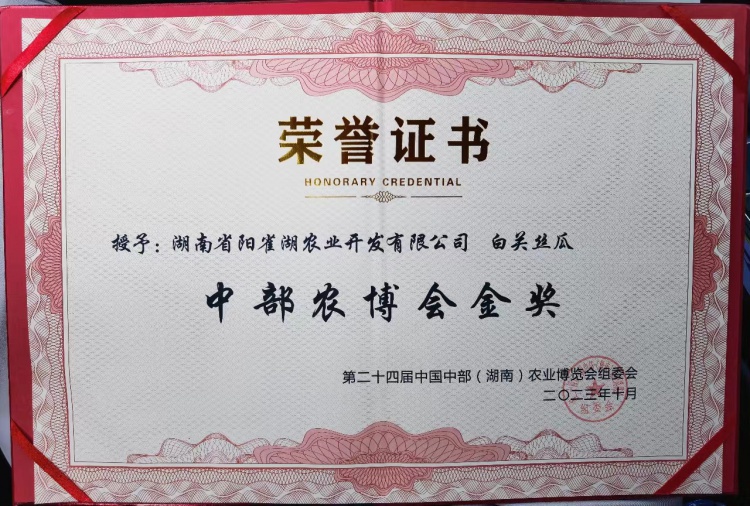 荣誉证书
HONORARY CREDENTIAL
授予：湖南省阳雀湖农业开发有限公司 白关丝瓜
中部农博会金奖
第二十四届中国中部（湖南）农业博览会组委会
二〇二三年十月
组委会